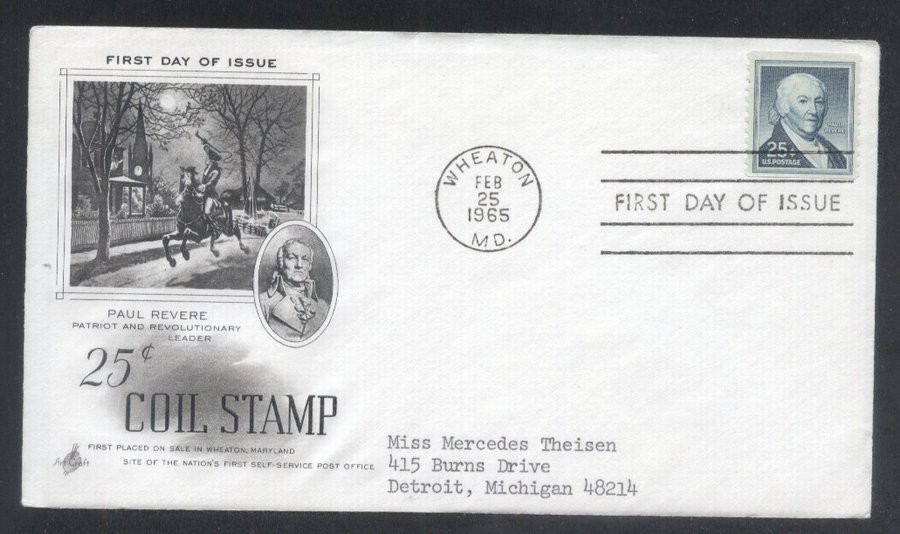 FIRST DAY OF ISSUE
PAUL REVERE
PATRIOT AND REVOLUTIONARY
LEADER
25¢
COIL STAMP
FIRST PLACED ON SALE IN WHEATON, MARYLAND
SITE OF THE NATION'S FIRST SELF-SERVICE POST OFFICE
ArtCraft
WHEATON
FEB
25
1965
MD.
PAUL
REVERE
25¢
U.S. POSTAGE
FIRST DAY OF ISSUE
Miss Mercedes Theisen
415 Burns Drive
Detroit, Michigan 48214